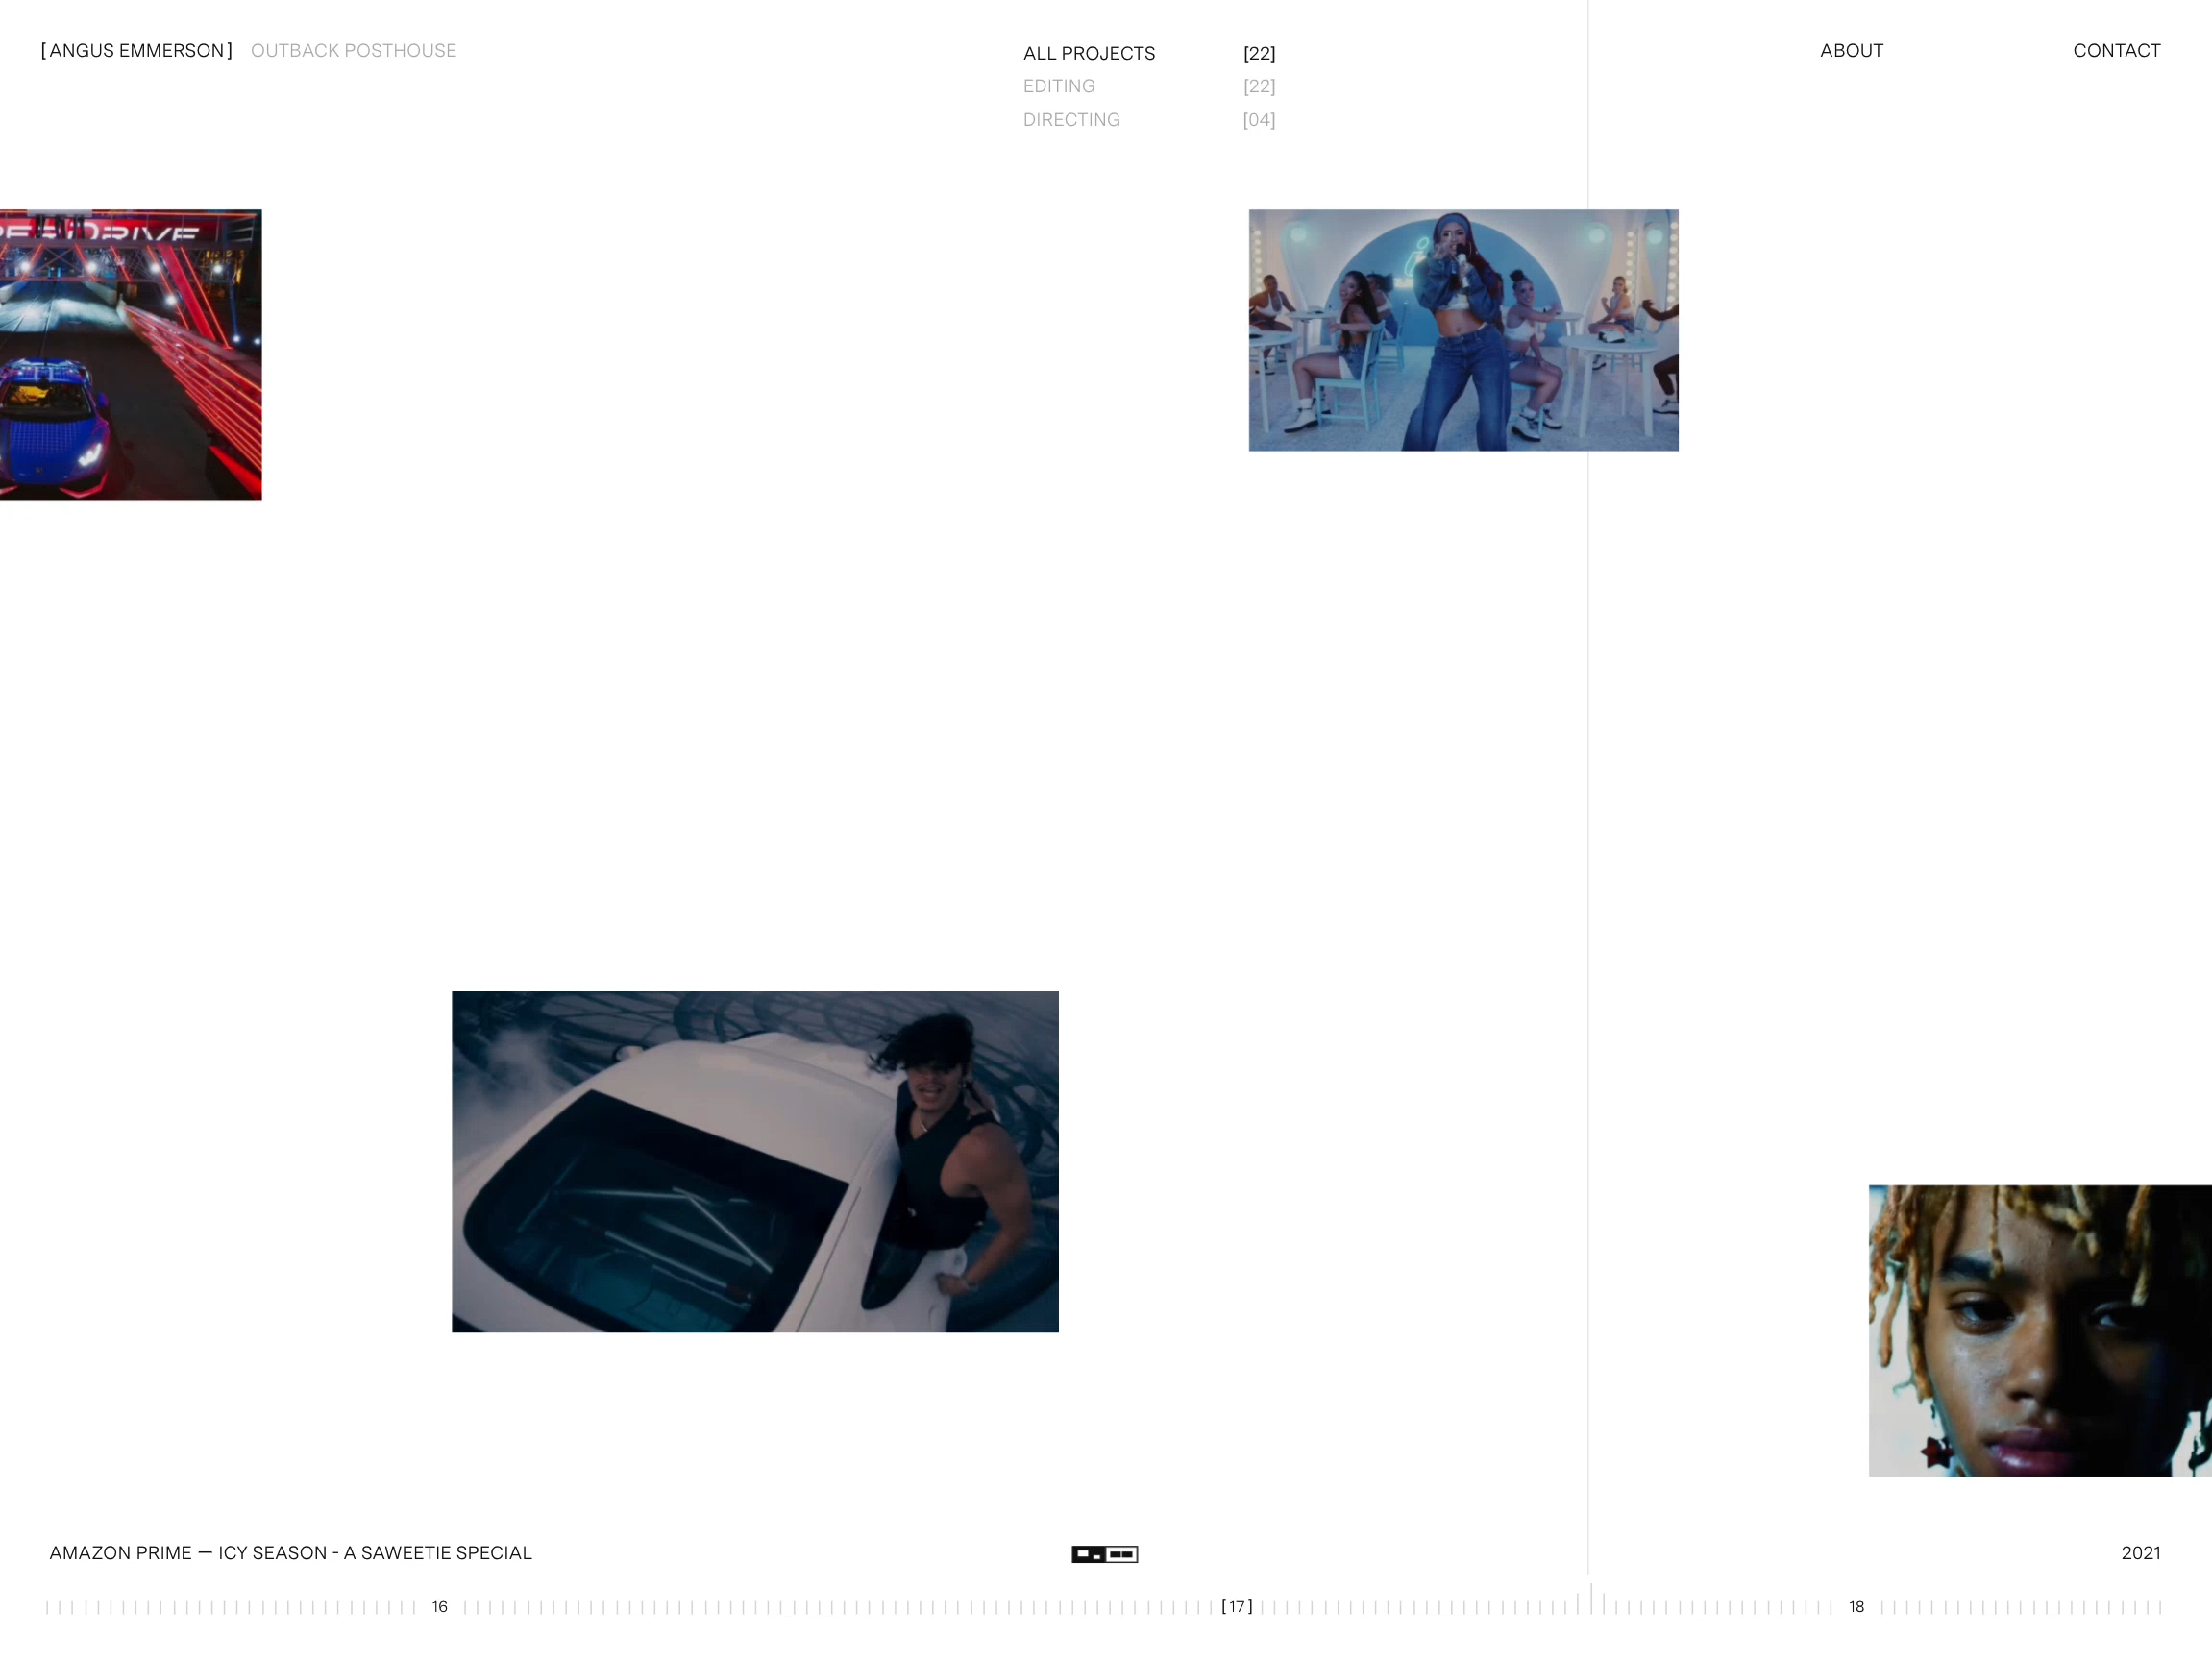 [ANGUS EMMERSON] OUTBACK POSTHOUSE
ALL PROJECTS [22]
EDITING [22]
DIRECTING [04]
ABOUT
CONTACT
AMAZON PRIME — ICY SEASON - A SAWEETIE SPECIAL
2021
16
[17]
18